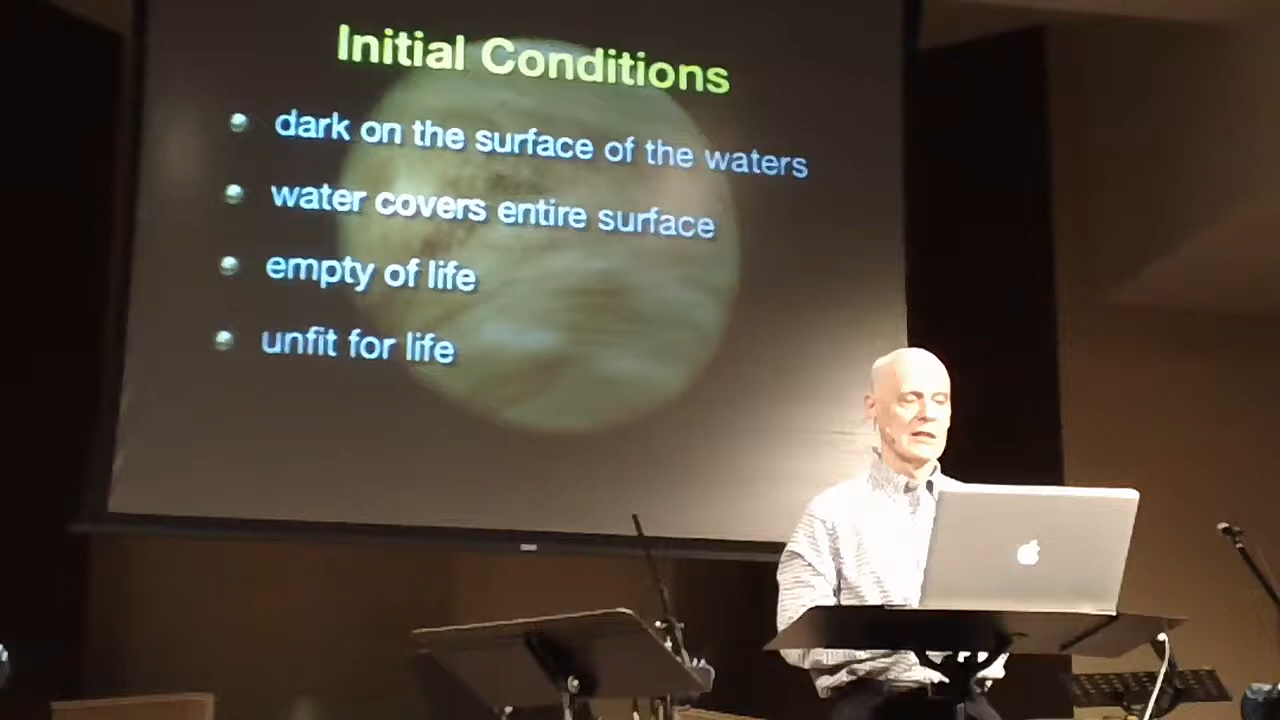 Initial Conditions
dark on the surface of the waters
water covers entire surface
empty of life
unfit for life